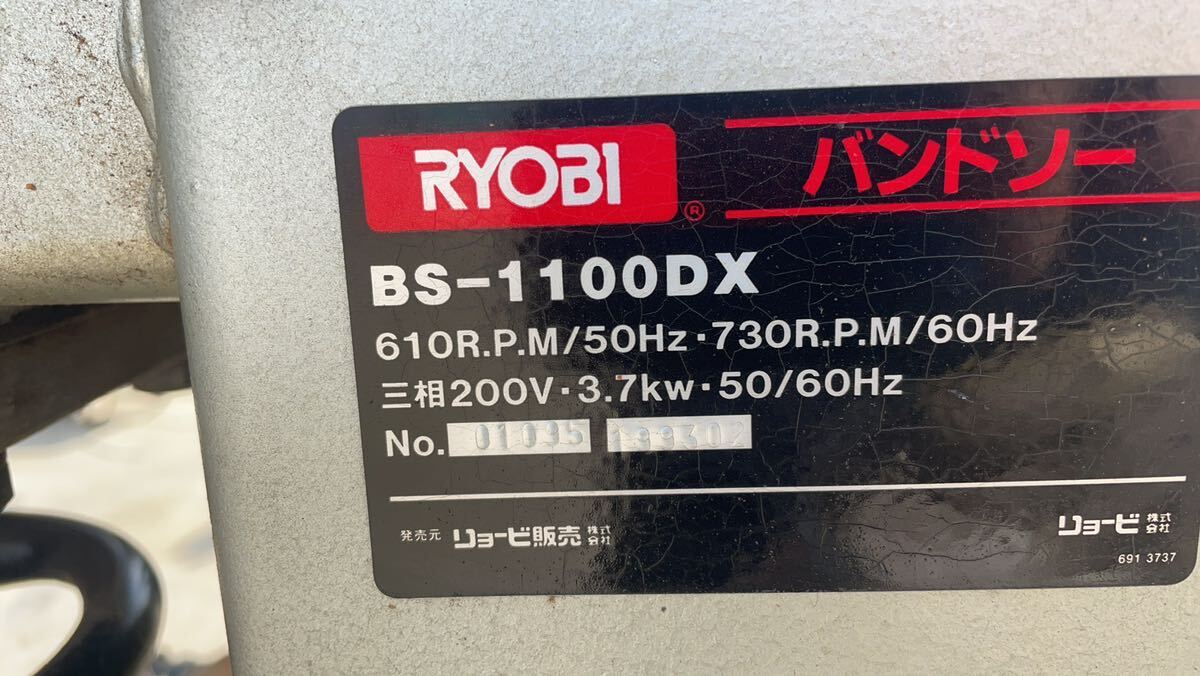 RYOBI ® バンドソー
BS-1100DX
610R.P.M/50Hz・730R.P.M/60Hz
三相200V・3.7kw・50/60Hz
No. 01095
発売元 リョービ販売株式会社 リョービ株式会社
691 3737